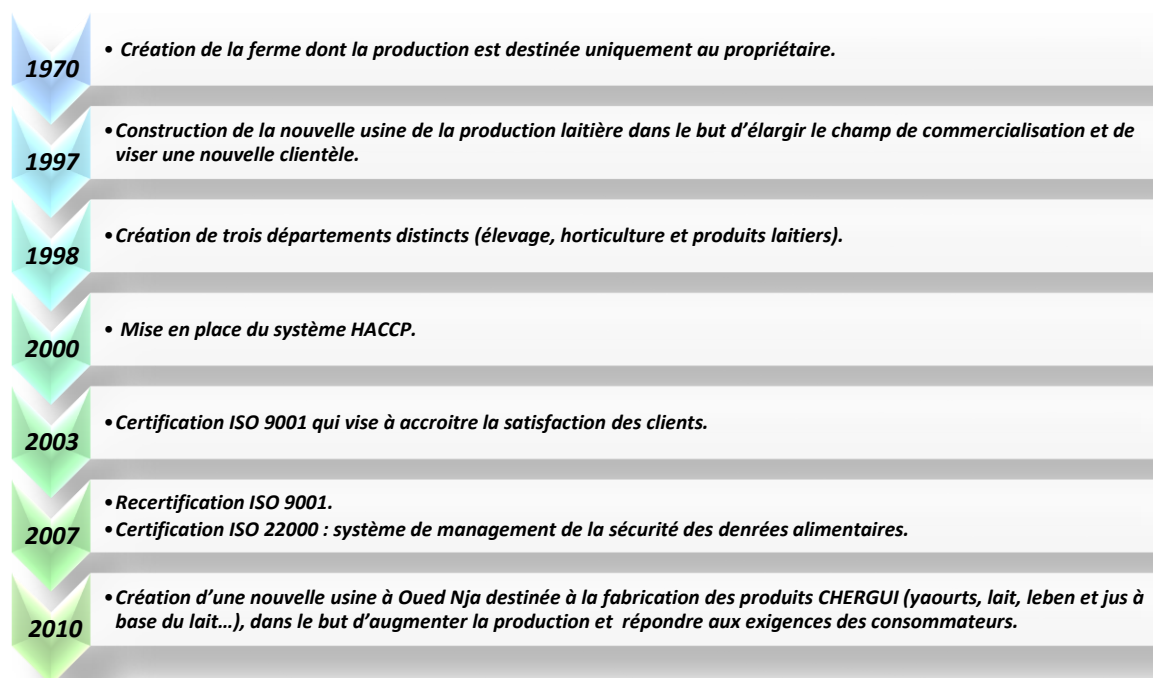 1970
• Création de la ferme dont la production est destinée uniquement au propriétaire.
1997
• Construction de la nouvelle usine de la production laitière dans le but d’élargir le champ de commercialisation et de
viser une nouvelle clientèle.
1998
• Création de trois départements distincts (élevage, horticulture et produits laitiers).
2000
• Mise en place du système HACCP.
2003
• Certification ISO 9001 qui vise à accroitre la satisfaction des clients.
2007
• Recertification ISO 9001.
• Certification ISO 22000 : système de management de la sécurité des denrées alimentaires.
2010
• Création d’une nouvelle usine à Oued Nja destinée à la fabrication des produits CHERGUI (yaourts, lait, leben et jus à
base du lait…), dans le but d’augmenter la production et répondre aux exigences des consommateurs.